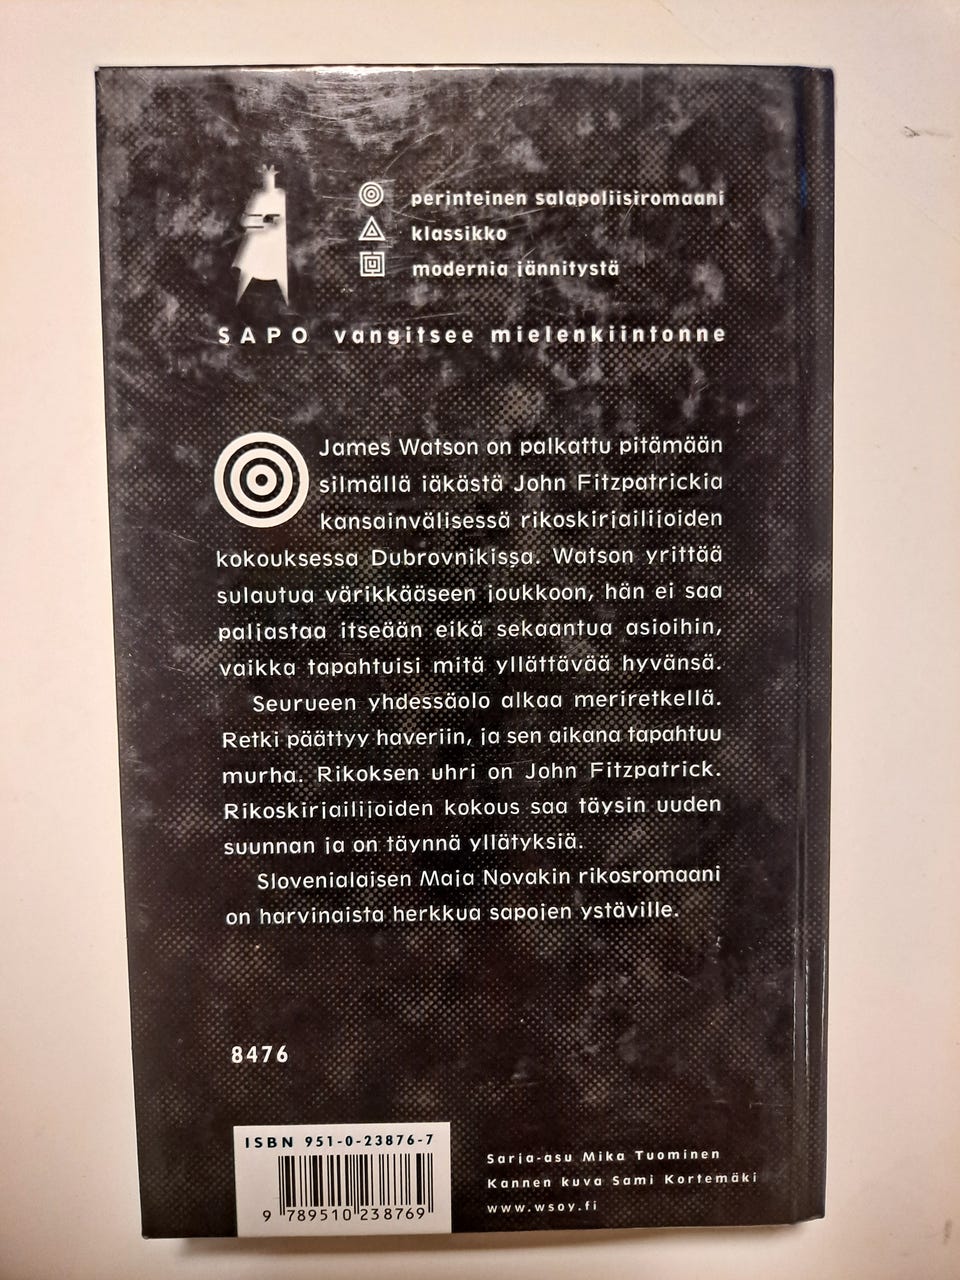 perinteinen salapoliisiromaani
klassikko
modernia jännitystä
SAPO vangitsee mielenkiintonne
James Watson on palkattu pitämään
silmällä iäkästä John Fitzpatrickia
kansainvälisessä rikoskirjailijoiden
kokouksessa Dubrovnikissa. Watson yrittää
sulautua värikkääseen joukkoon, hän ei saa
paljastaa itseään eikä sekaantua asioihin,
vaikka tapahtuisi mitä yllättävää hyvänsä.
Seurueen yhdessäolo alkaa meriretkellä.
Retki päättyy haveriin, ja sen aikana tapahtuu
murha. Rikoksen uhri on John Fitzpatrick.
Rikoskirjailijoiden kokous saa täysin uuden
suunnan ja on täynnä yllätyksiä.
Slovenialaisen Maja Novakin rikosromaani
on harvinaista herkkua sapojen ystäville.
8476
ISBN 951-0-23876-7
9 789510 238769
Sarja-asu Mika Tuominen
Kannen kuva Sami Kortemäki
www.wsoy.fi